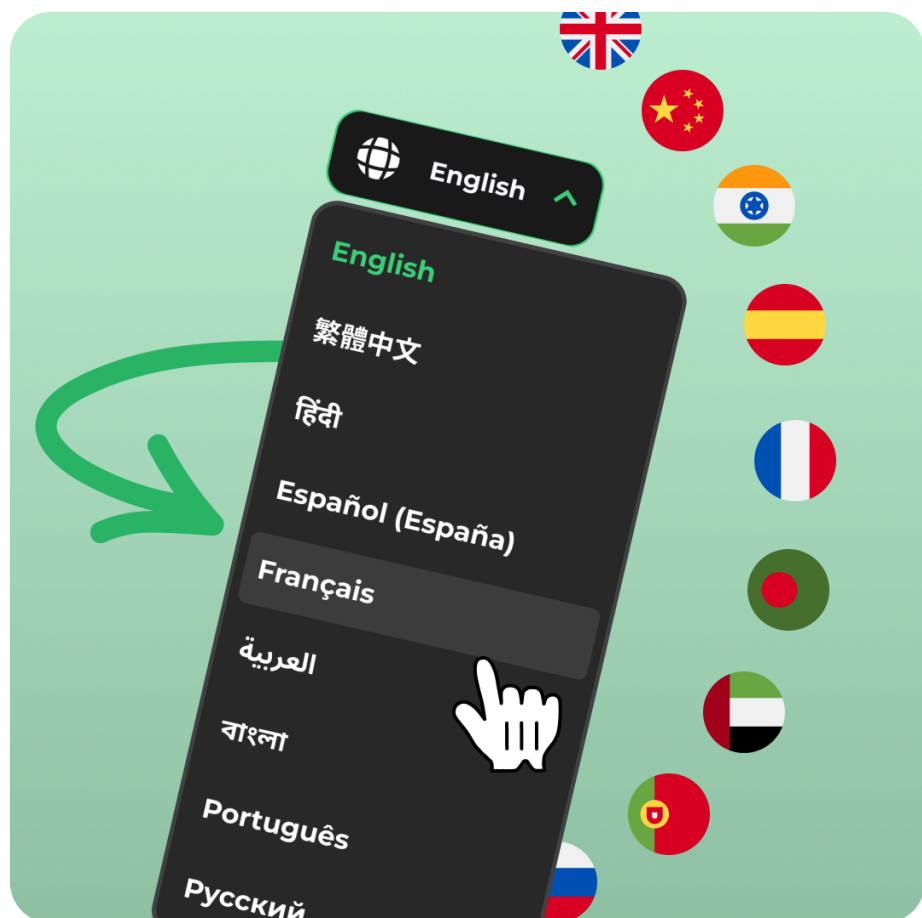 English
English
繁體中文
हिंदी
Español (España)
Français
العربية
বাংলা
Português
Русский